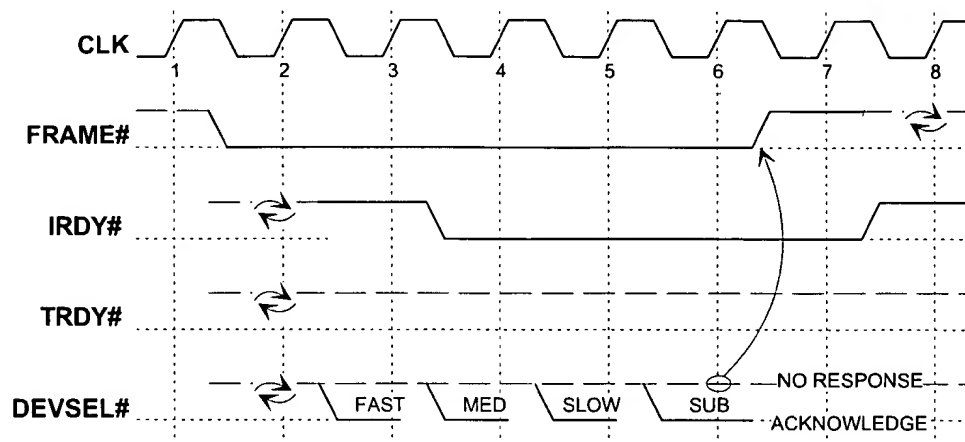 CLK
1 2 3 4 5 6 7 8
FRAME#
IRDY#
TRDY#
NO RESPONSE
DEVSEL# FAST MED SLOW SUB
ACKNOWLEDGE